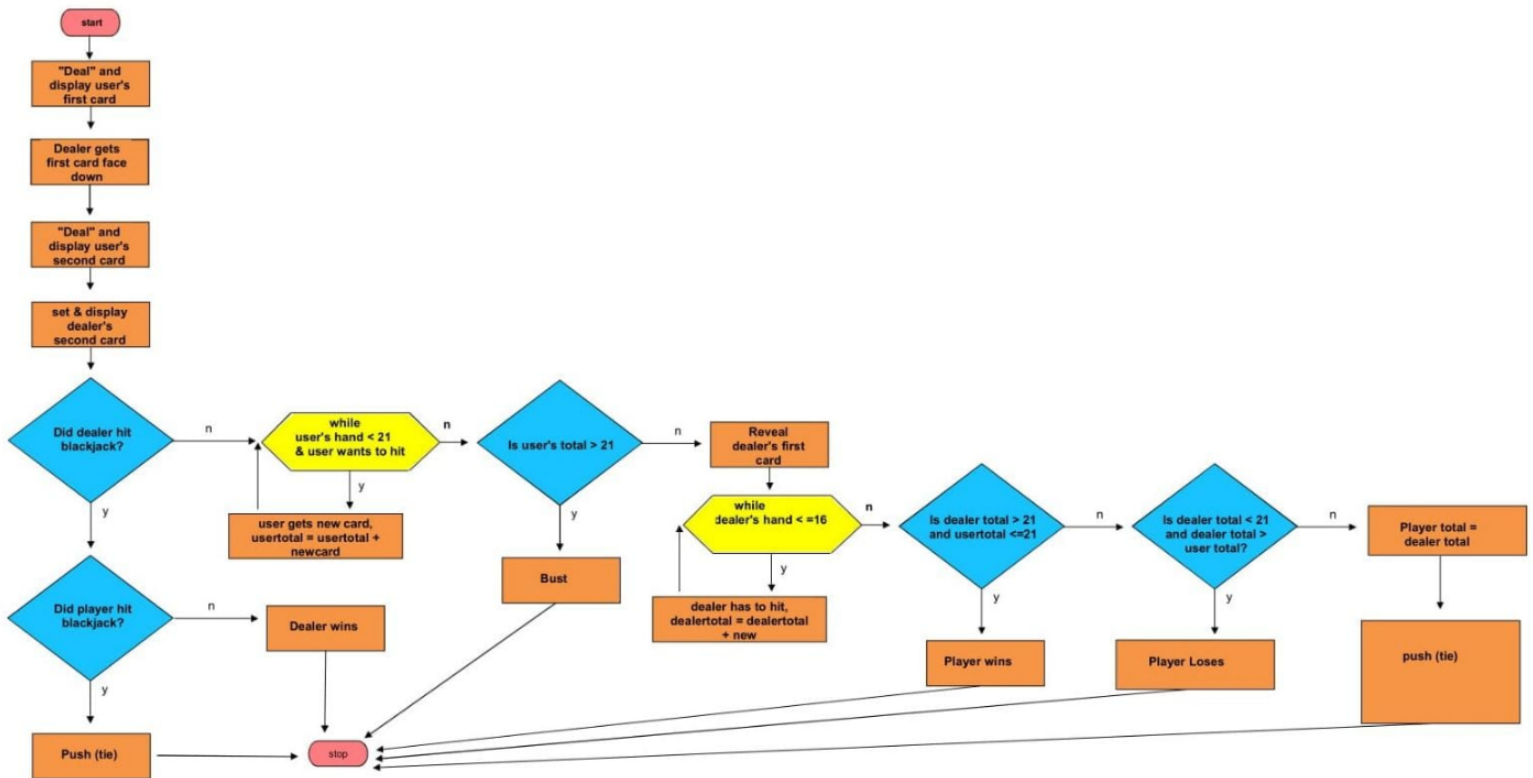 start
"Deal" and
display user's
first card
Dealer gets
first card face
down
"Deal" and
display user's
second card
set & display
dealer's
second card
Did dealer hit
blackjack?
n
y
while
user's hand < 21
& user wants to hit
n
y
user gets new card,
usertotal = usertotal +
newcard
Is user's total > 21
n
y
Bust
Reveal
dealer's first
card
while
dealer's hand < =16
n
y
dealer has to hit,
dealertotal = dealertotal
+ new
Is dealer total > 21
and usertotal <=21
n
y
Player wins
Is dealer total < 21
and dealer total >
user total?
n
y
Player Loses
Player total =
dealer total
push (tie)
Did player hit
blackjack?
n
y
Dealer wins
Push (tie)
stop